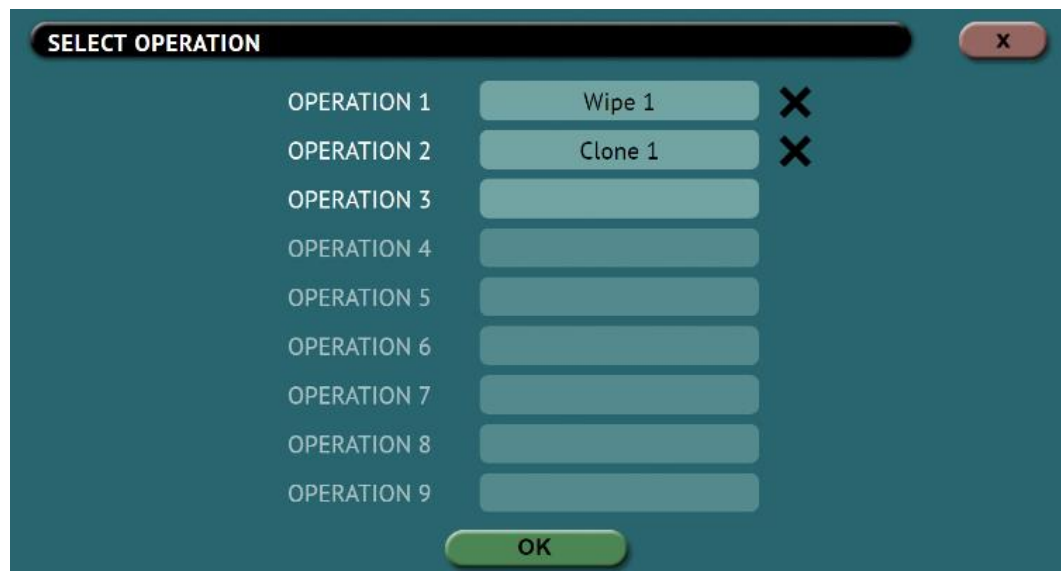 SELECT OPERATION X
OPERATION 1 Wipe 1
OPERATION 2 Clone 1
OPERATION 3
OPERATION 4
OPERATION 5
OPERATION 6
OPERATION 7
OPERATION 8
OPERATION 9
OK